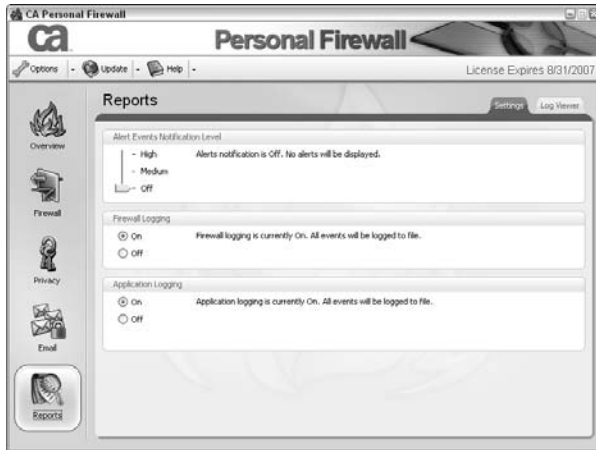 CA Personal Firewall
ca
Personal Firewall
Options
Update
Help
License Expires 8/31/2007
Reports
Settings
Log Viewer
Overview
Firewall
Privacy
Email
Reports
Alert Events Notification Level
High
Alerts notification is Off. No alerts will be displayed.
Medium
Off
Firewall Logging
On
Firewall logging is currently On. All events will be logged to file.
Off
Application Logging
On
Application logging is currently On. All events will be logged to file.
Off